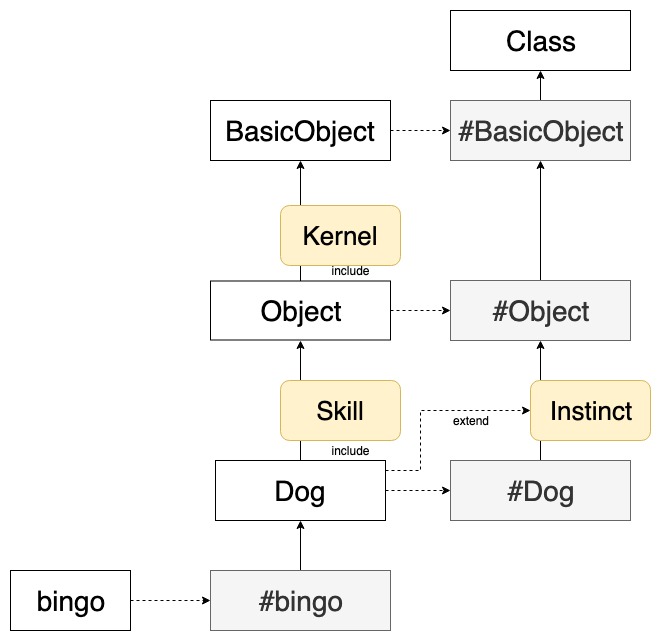 Class
BasicObject
#BasicObject
Kernel
include
Object
#Object
Skill
Instinct
extend
include
Dog
#Dog
bingo
#bingo